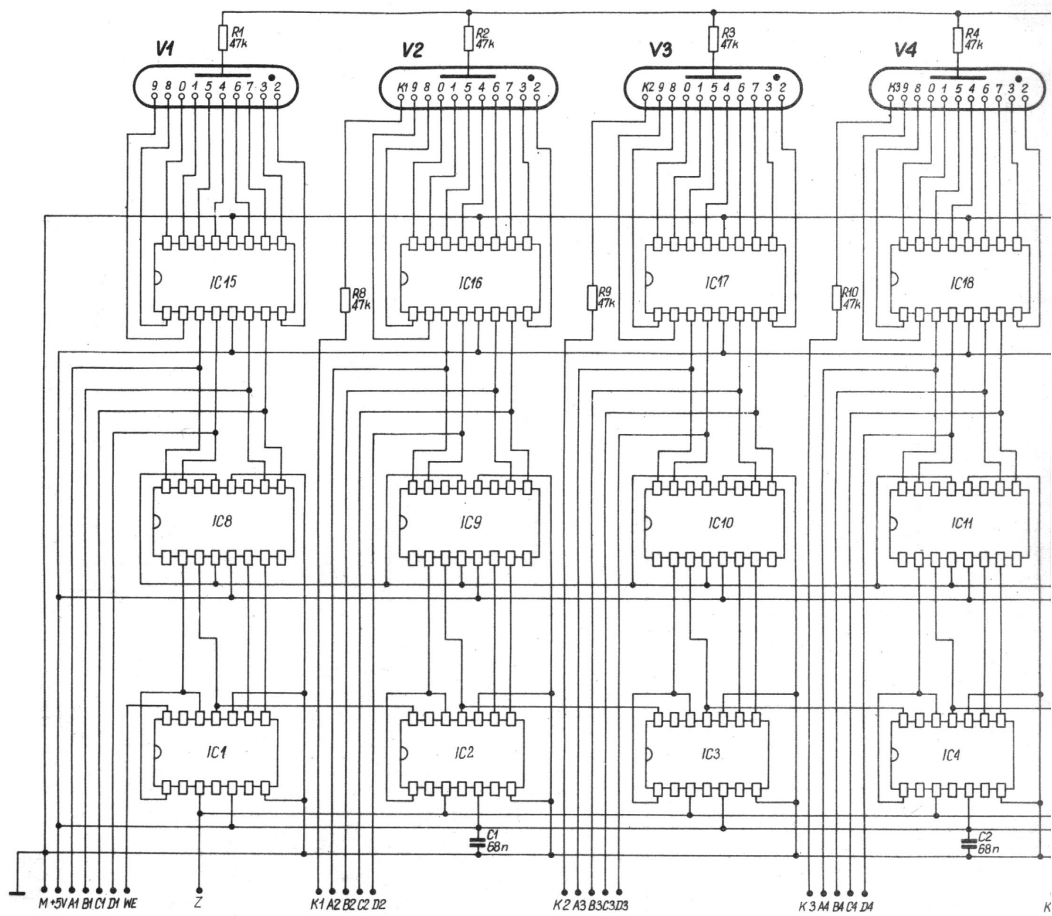 R1
47k
R2
47k
R3
47k
R4
47k
V1
V2
V3
V4
9 8 0 1 5 4 6 7 3 2
K1 9 8 0 1 5 4 6 7 3 2
K2 9 8 0 1 5 4 6 7 3 2
K3 9 8 0 1 5 4 6 7 3 2
IC15
IC16
IC17
IC18
R8
47k
R9
47k
R10
47k
IC8
IC9
IC10
IC11
IC1
IC2
IC3
IC4
C1
68n
C2
68n
M +5V A1 B1 C1 D1 WE
Z
K1 A2 B2 C2 D2
K2 A3 B3 C3 D3
K3 A4 B4 C4 D4
K